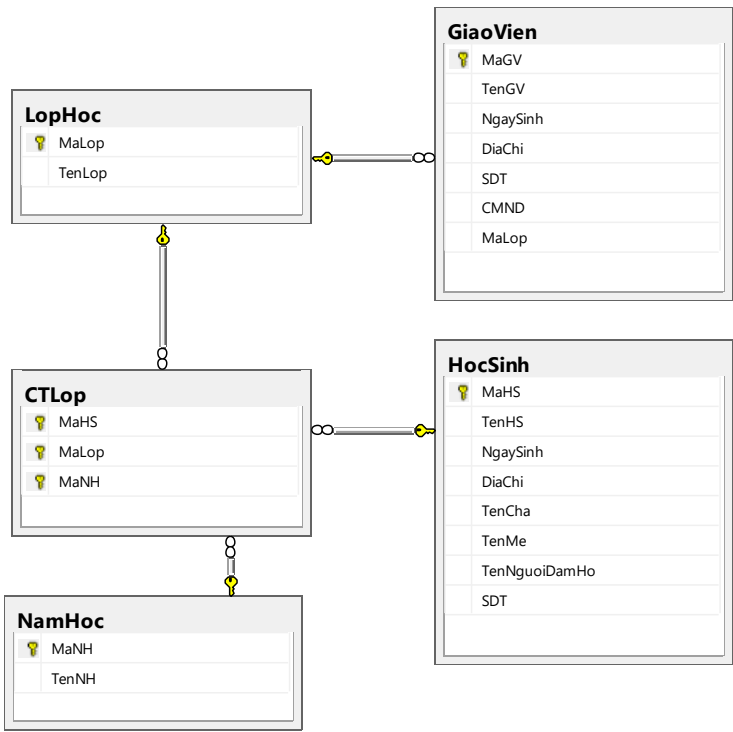 GiaoVien
MaGV
TenGV
NgaySinh
DiaChi
SDT
CMND
MaLop
LopHoc
MaLop
TenLop
CTLop
MaHS
MaLop
MaNH
HocSinh
MaHS
TenHS
NgaySinh
DiaChi
TenCha
TenMe
TenNguoiDamHo
SDT
NamHoc
MaNH
TenNH